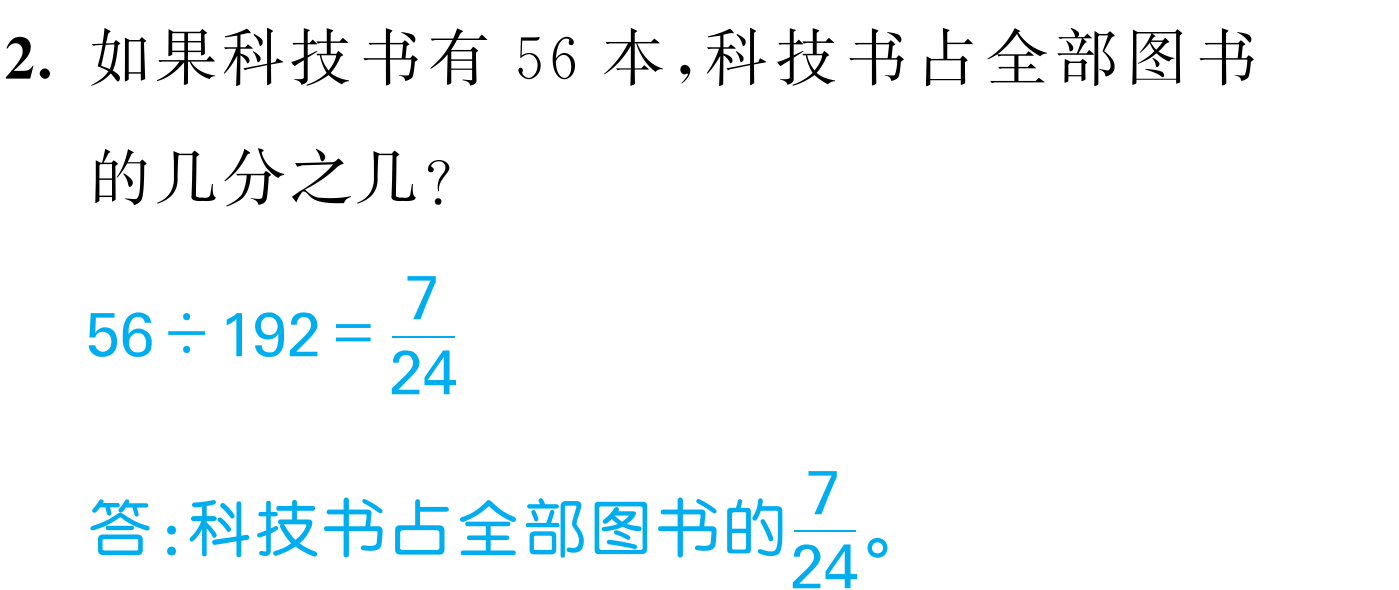 2. 如果科技书有 56 本,科技书占全部图书
的几分之几?
56÷192=7/24
答:科技书占全部图书的7/24。